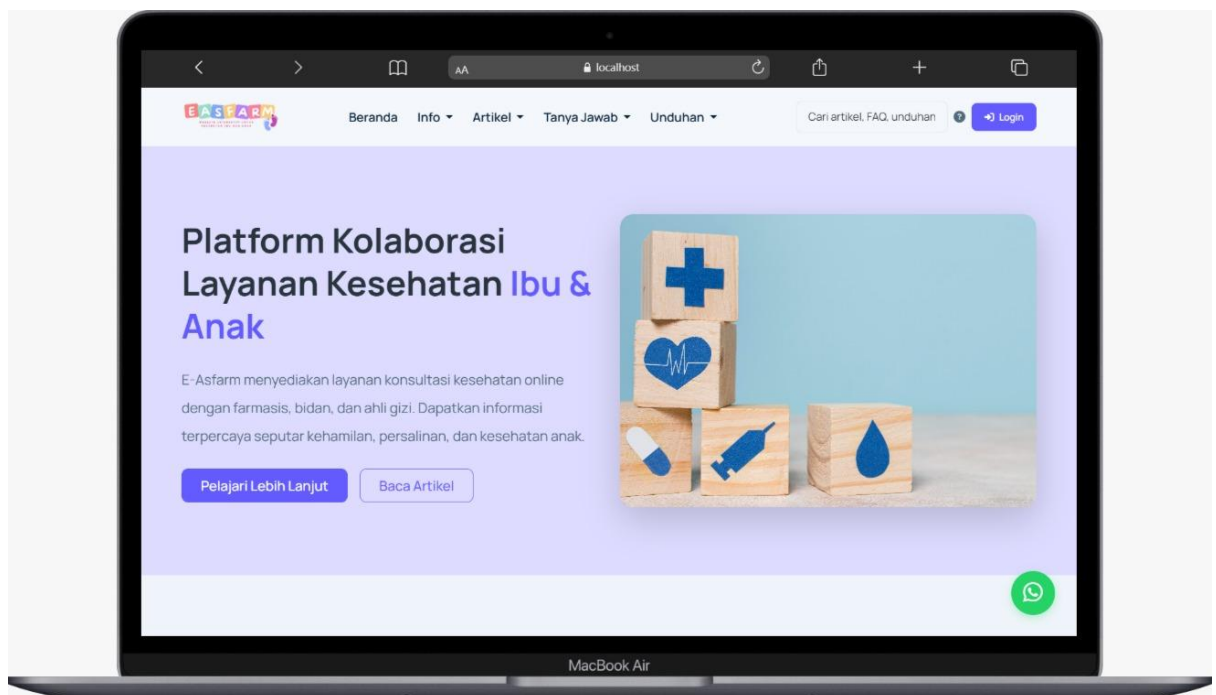 AA
localhost
EASFARM
Beranda Info Artikel Tanya Jawab Unduhan
Cari artikel, FAQ, unduhan
Login
Platform Kolaborasi
Layanan Kesehatan Ibu &
Anak
E-Asfarm menyediakan layanan konsultasi kesehatan online
dengan farmasis, bidan, dan ahli gizi. Dapatkan informasi
terpercaya seputar kehamilan, persalinan, dan kesehatan anak.
Pelajari Lebih Lanjut
Baca Artikel
MacBook Air